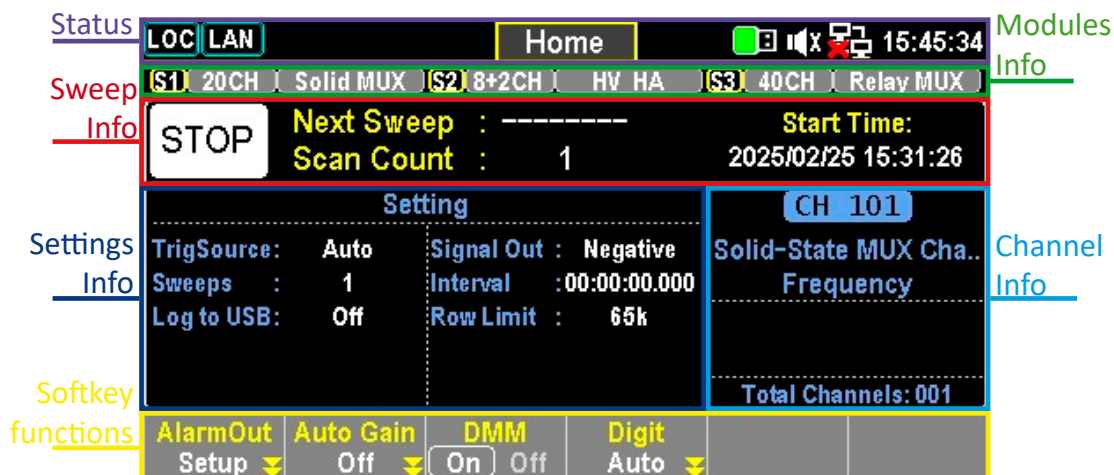 Status
LOC LAN Home 15:45:34
Modules
Info
S1 20CH Solid MUX S2 8+2CH HV HA S3 40CH Relay MUX
Sweep
Info
STOP
Next Sweep : --------
Scan Count : 1
Start Time:
2025/02/25 15:31:26
Settings
Info
Setting
TrigSource: Auto Signal Out : Negative
Sweeps : 1 Interval :00:00:00.000
Log to USB: Off Row Limit : 65k
CH 101
Solid-State MUX Cha..
Frequency
Total Channels: 001
Channel
Info
Softkey
functions
AlarmOut Auto Gain DMM Digit
Setup Off On Off Auto